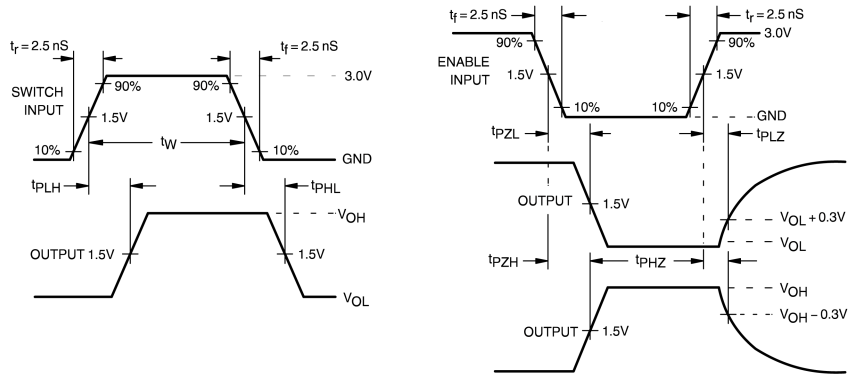 tr = 2.5 nS
tf = 2.5 nS
SWITCH
INPUT
90%
90%
3.0V
1.5V
1.5V
tW
10%
10%
GND
tPLH
tPHL
VOH
OUTPUT 1.5V
1.5V
VOL
tf = 2.5 nS
tr = 2.5 nS
90%
90%
3.0V
ENABLE
INPUT
1.5V
1.5V
10%
10%
GND
tPZL
tPLZ
OUTPUT
1.5V
VOL + 0.3V
VOL
tPZH
tPHZ
VOH
VOH − 0.3V
OUTPUT
1.5V